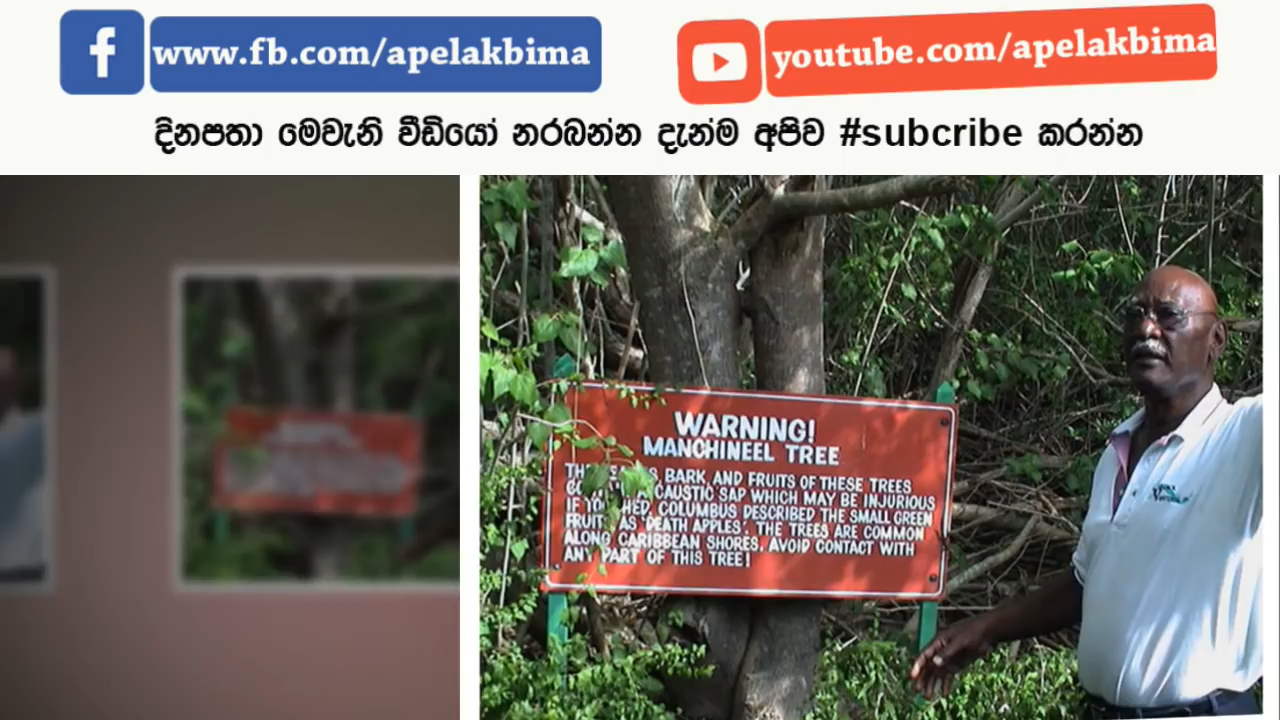 www.fb.com/apelakbima
youtube.com/apelakbima
දිනපතා මෙවැනි වීඩියෝ නරඹන්න දැන්ම අපිව #subcribe කරන්න
WARNING!
MANCHINEEL TREE
BARK, AND FRUITS OF THESE TREES
CAUSTIC SAP WHICH MAY BE INJURIOUS
IF COLUMBUS DESCRIBED THE SMALL GREEN
AS 'DEATH APPLES'. THE TREES ARE COMMON
ALONG CARIBBEAN SHORES. AVOID CONTACT WITH
ANY PART OF THIS TREE!